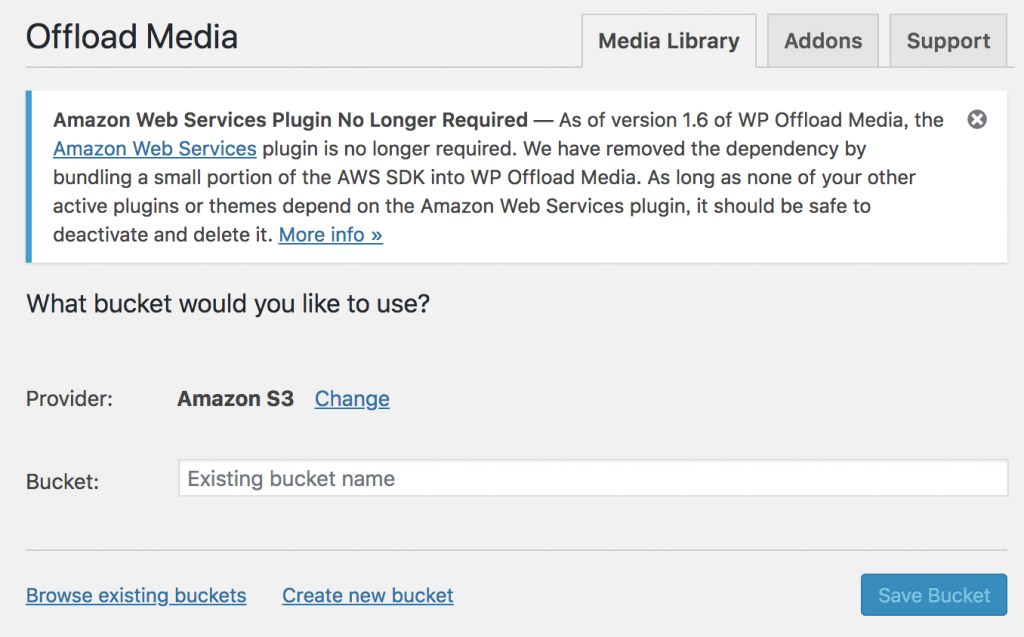 Offload Media
Media Library
Addons
Support
Amazon Web Services Plugin No Longer Required — As of version 1.6 of WP Offload Media, the
Amazon Web Services plugin is no longer required. We have removed the dependency by
bundling a small portion of the AWS SDK into WP Offload Media. As long as none of your other
active plugins or themes depend on the Amazon Web Services plugin, it should be safe to
deactivate and delete it. More info »
What bucket would you like to use?
Provider: Amazon S3 Change
Bucket: Existing bucket name
Browse existing buckets Create new bucket Save Bucket